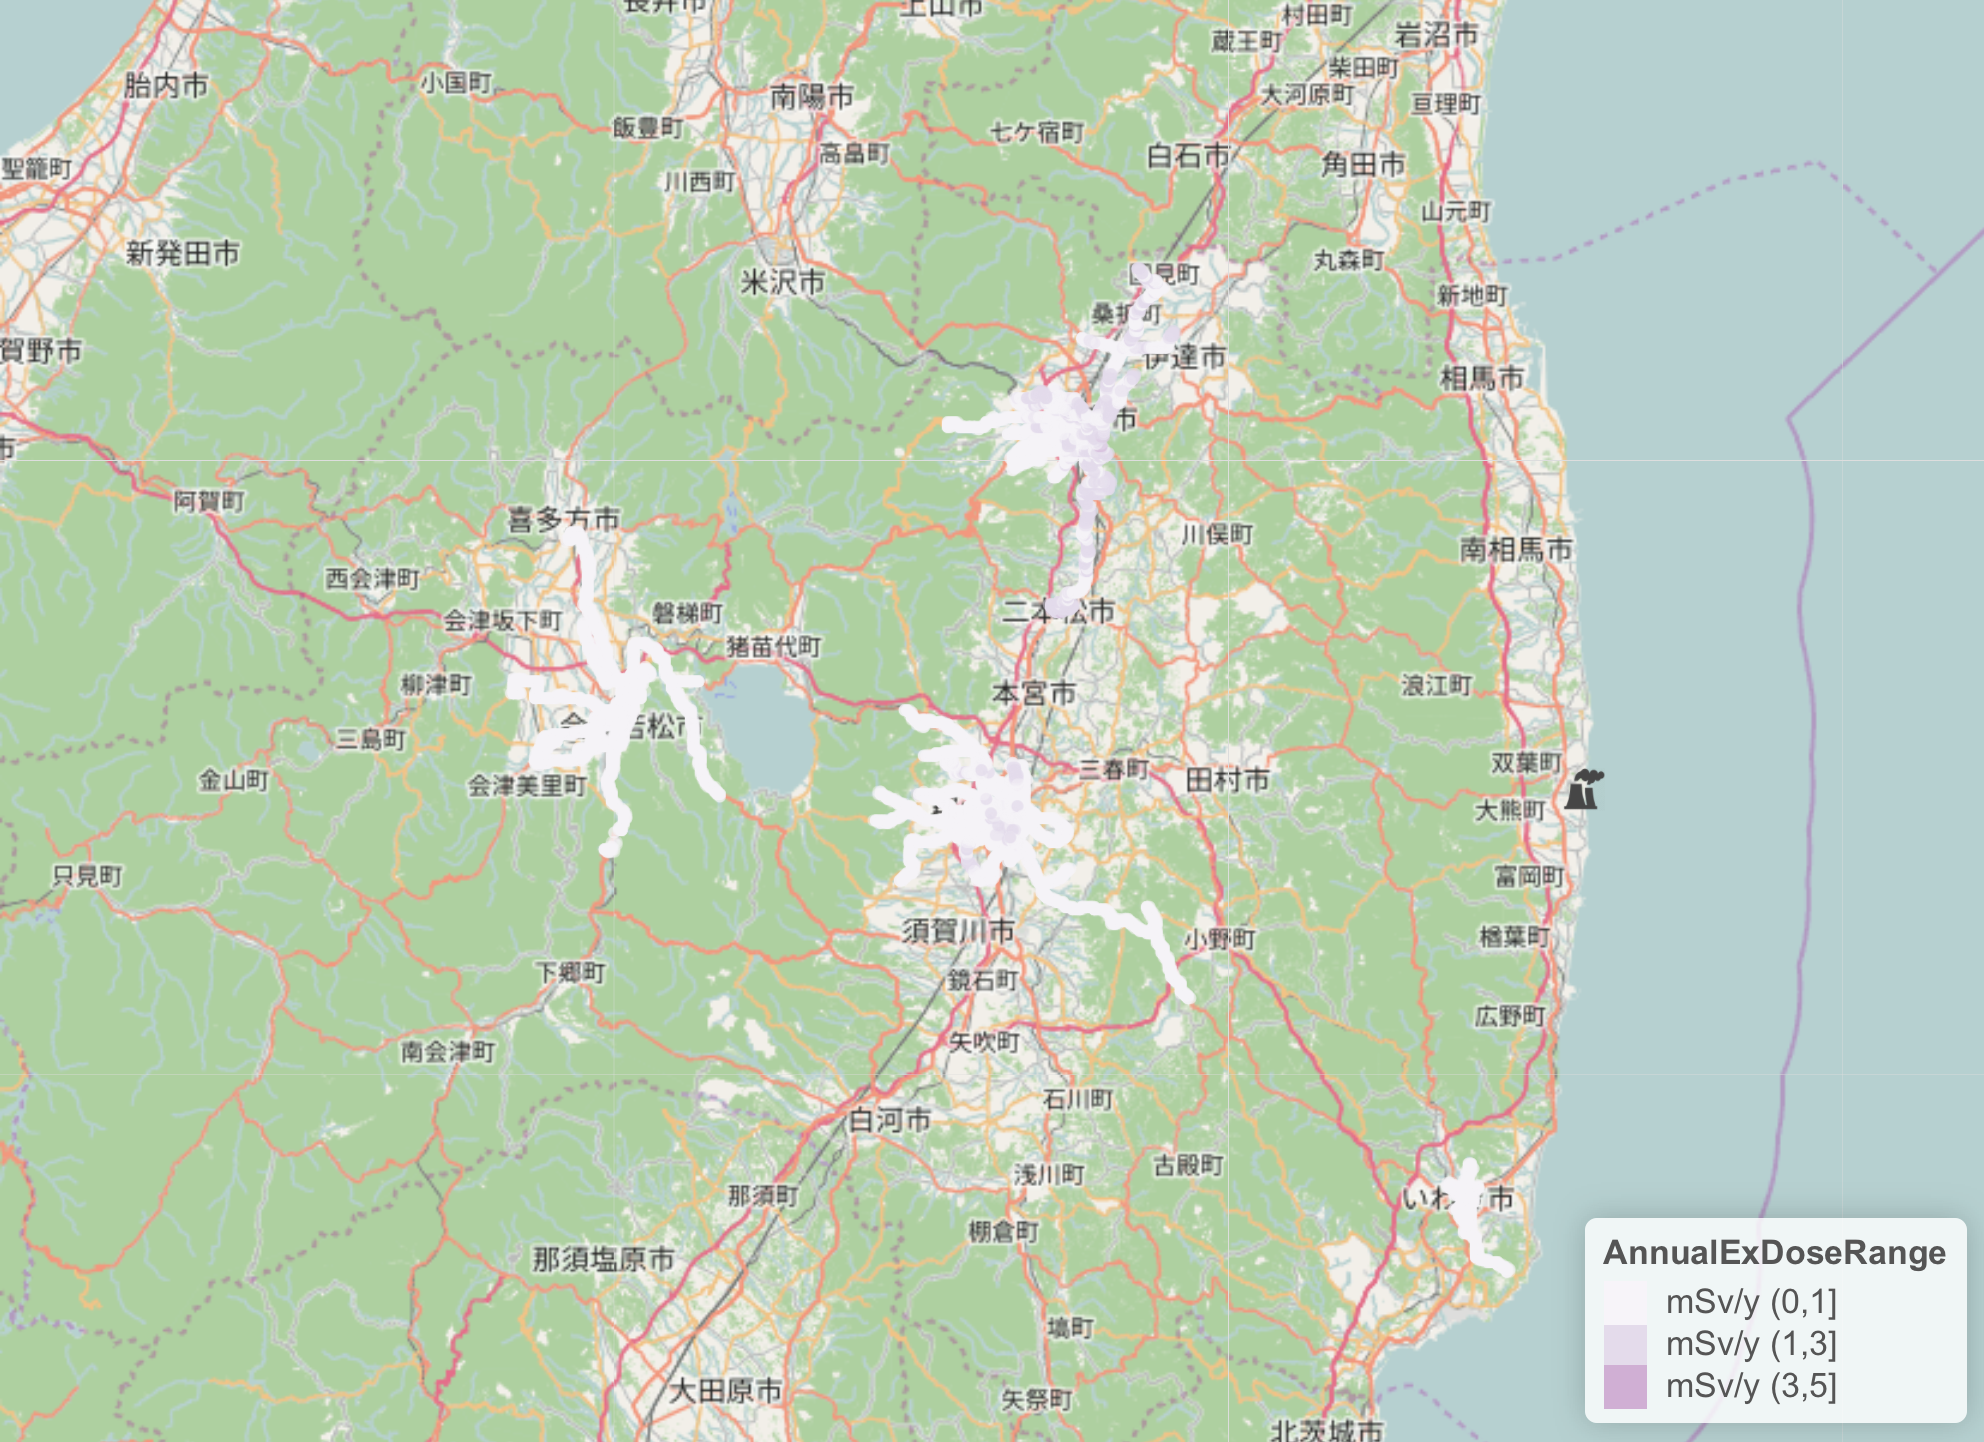 長井市
上山市
村田町
岩沼市
蔵王町
柴田町
胎内市
小国町
南陽市
大河原町
亘理町
飯豊町
七ケ宿町
高畠町
白石市
角田市
聖籠町
川西町
山元町
新発田市
丸森町
米沢市
見町
新地町
桑折町
賀野市
伊達市
相馬市
市
市
阿賀町
喜多方市
川俣町
南相馬市
西会津町
会津坂下町
磐梯町
二本松市
猪苗代町
柳津町
本宮市
浪江町
会
若松市
三島町
双葉町
金山町
会津美里町
三春町
田村市
大熊町
只見町
富岡町
須賀川市
小野町
楢葉町
下郷町
鏡石町
広野町
南会津町
矢吹町
石川町
白河市
古殿町
浅川町
那須町
いわ
市
棚倉町
那須塩原市
塙町
大田原市
矢祭町
北茨城市
AnnualExDoseRange
mSv/y (0,1]
mSv/y (1,3]
mSv/y (3,5]